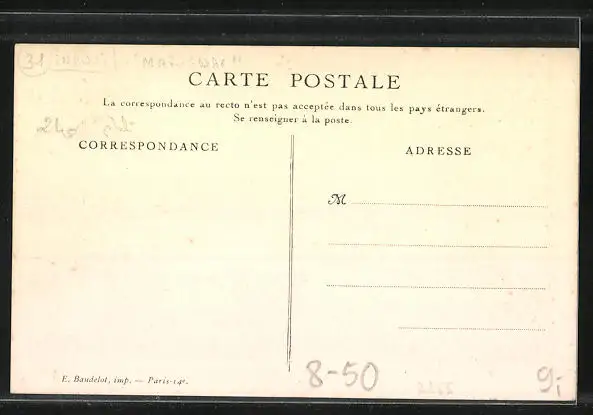 CARTE POSTALE
La correspondance au recto n'est pas acceptée dans tous les pays étrangers.
Se renseigner à la poste.
CORRESPONDANCE
ADRESSE
M
E. Baudelot, imp. — Paris-14e.
8-50
9,-